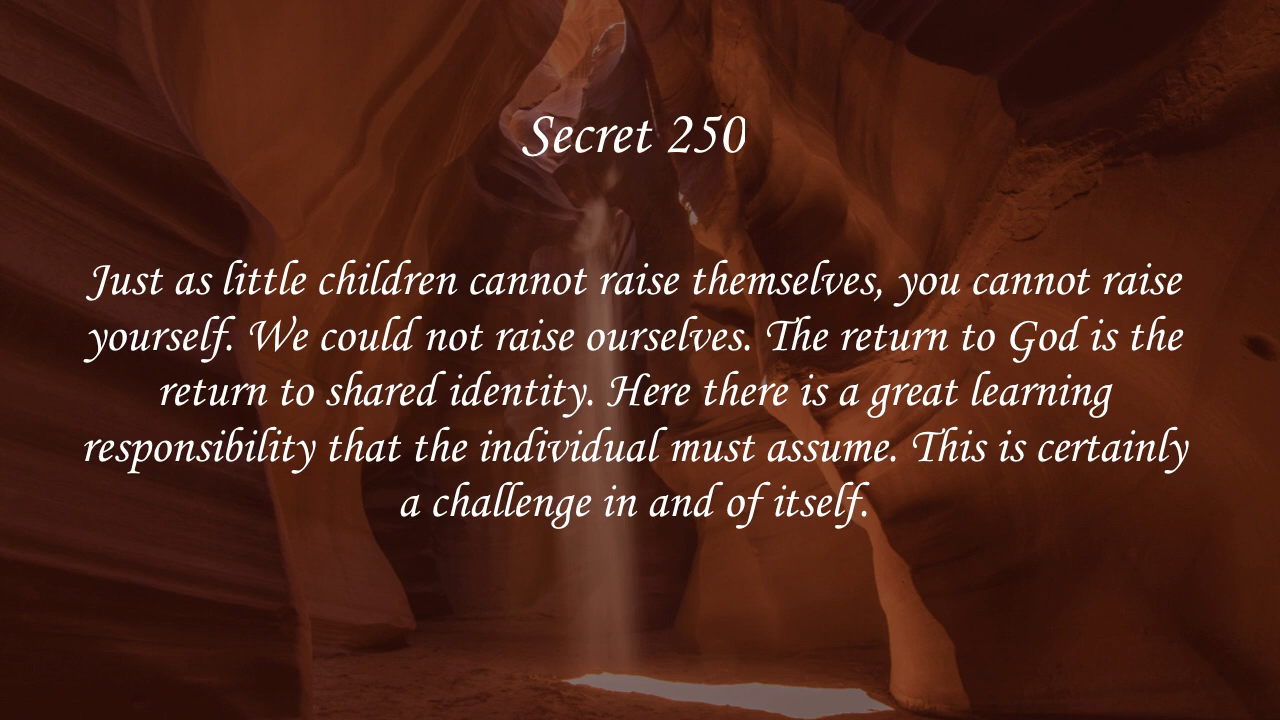 Secret 250
Just as little children cannot raise themselves, you cannot raise
yourself. We could not raise ourselves. The return to God is the
return to shared identity. Here there is a great learning
responsibility that the individual must assume. This is certainly
a challenge in and of itself.